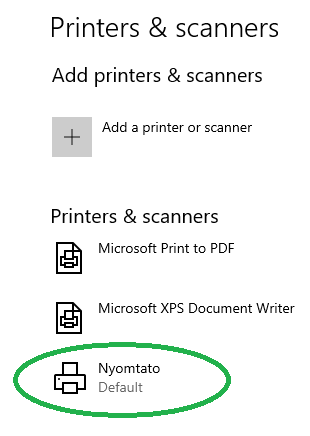 Printers & scanners
Add printers & scanners
Add a printer or scanner
Printers & scanners
Microsoft Print to PDF
Microsoft XPS Document Writer
Nyomtato
Default